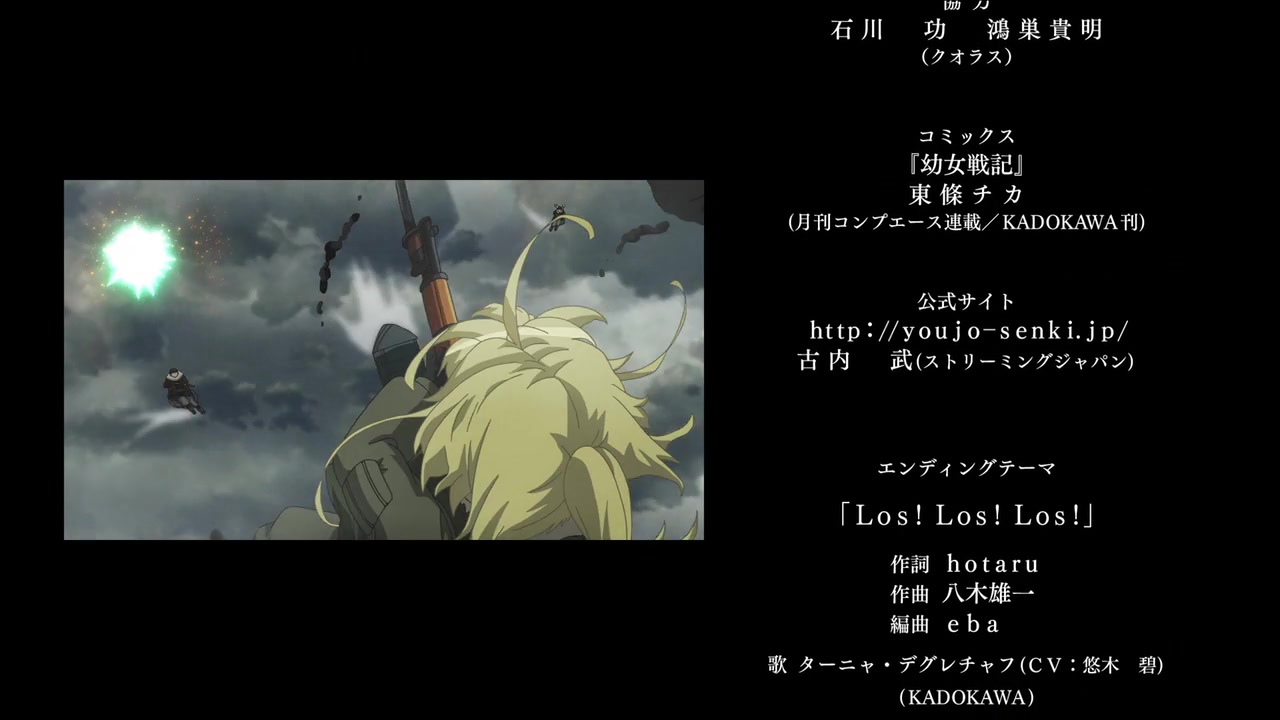 協力
石川　功　鴻巣貴明
(クオラス)
コミックス
『幼女戦記』
東條チカ
(月刊コンプエース連載／KADOKAWA刊)
公式サイト
http://youjo-senki.jp/
古内　武(ストリーミングジャパン)
エンディングテーマ
「Los! Los! Los!」
作詞 hotaru
作曲 八木雄一
編曲 eba
歌 ターニャ・デグレチャフ(CV：悠木　碧)
(KADOKAWA)